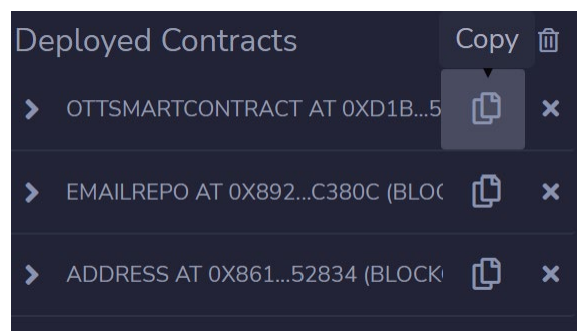 Deployed Contracts
Copy
OTTSMARTCONTRACT AT 0XD1B...5
EMAILREPO AT 0X892...C380C (BLOC
ADDRESS AT 0X861...52834 (BLOCK